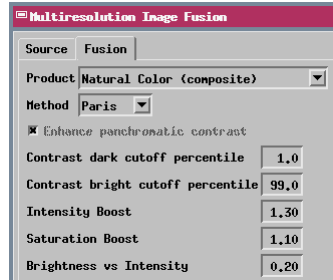 Multiresolution Image Fusion
Source Fusion
Product Natural Color (composite)
Method Paris
Enhance panchromatic contrast
Contrast dark cutoff percentile 1.0
Contrast bright cutoff percentile 99.0
Intensity Boost 1.30
Saturation Boost 1.10
Brightness vs Intensity 0.20